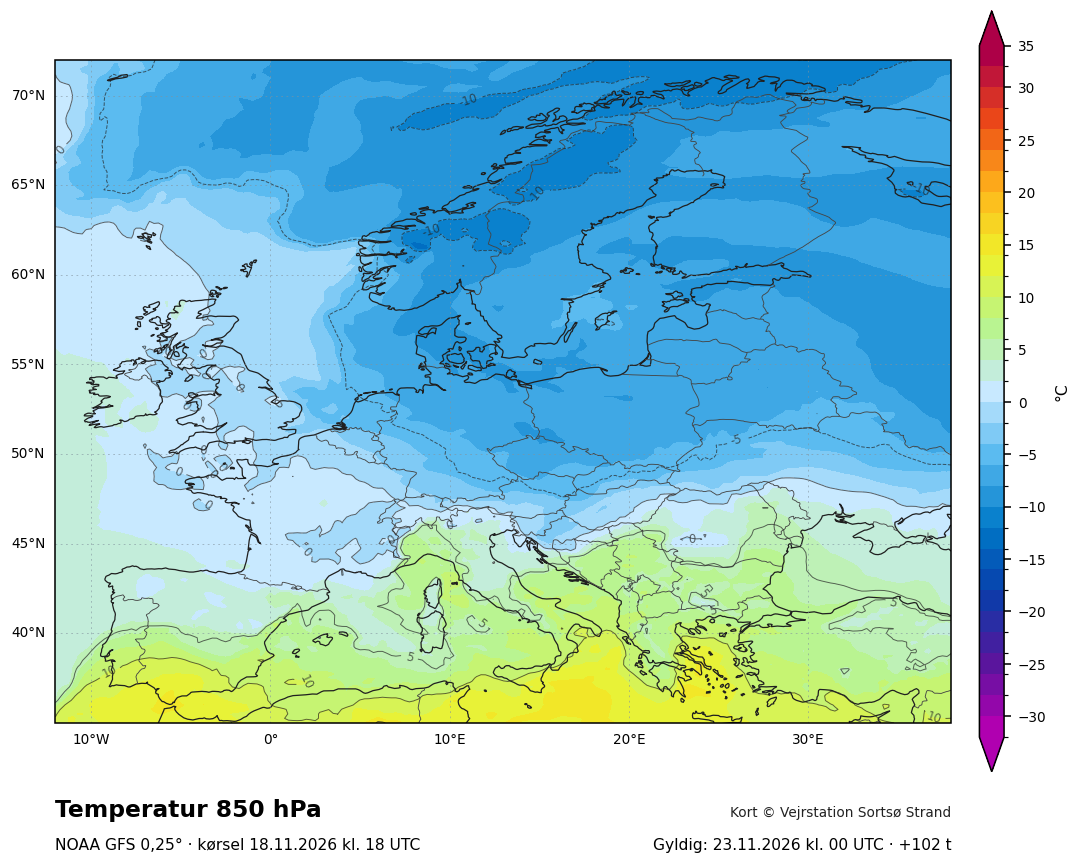 35
30
25
20
15
10
5
0
−5
−10
−15
−20
−25
−30
°C
70°N
65°N
60°N
55°N
50°N
45°N
40°N
10°W
0°
10°E
20°E
30°E
Temperatur 850 hPa
Kort © Vejrstation Sortsø Strand
NOAA GFS 0,25° · kørsel 18.11.2026 kl. 18 UTC
Gyldig: 23.11.2026 kl. 00 UTC · +102 t